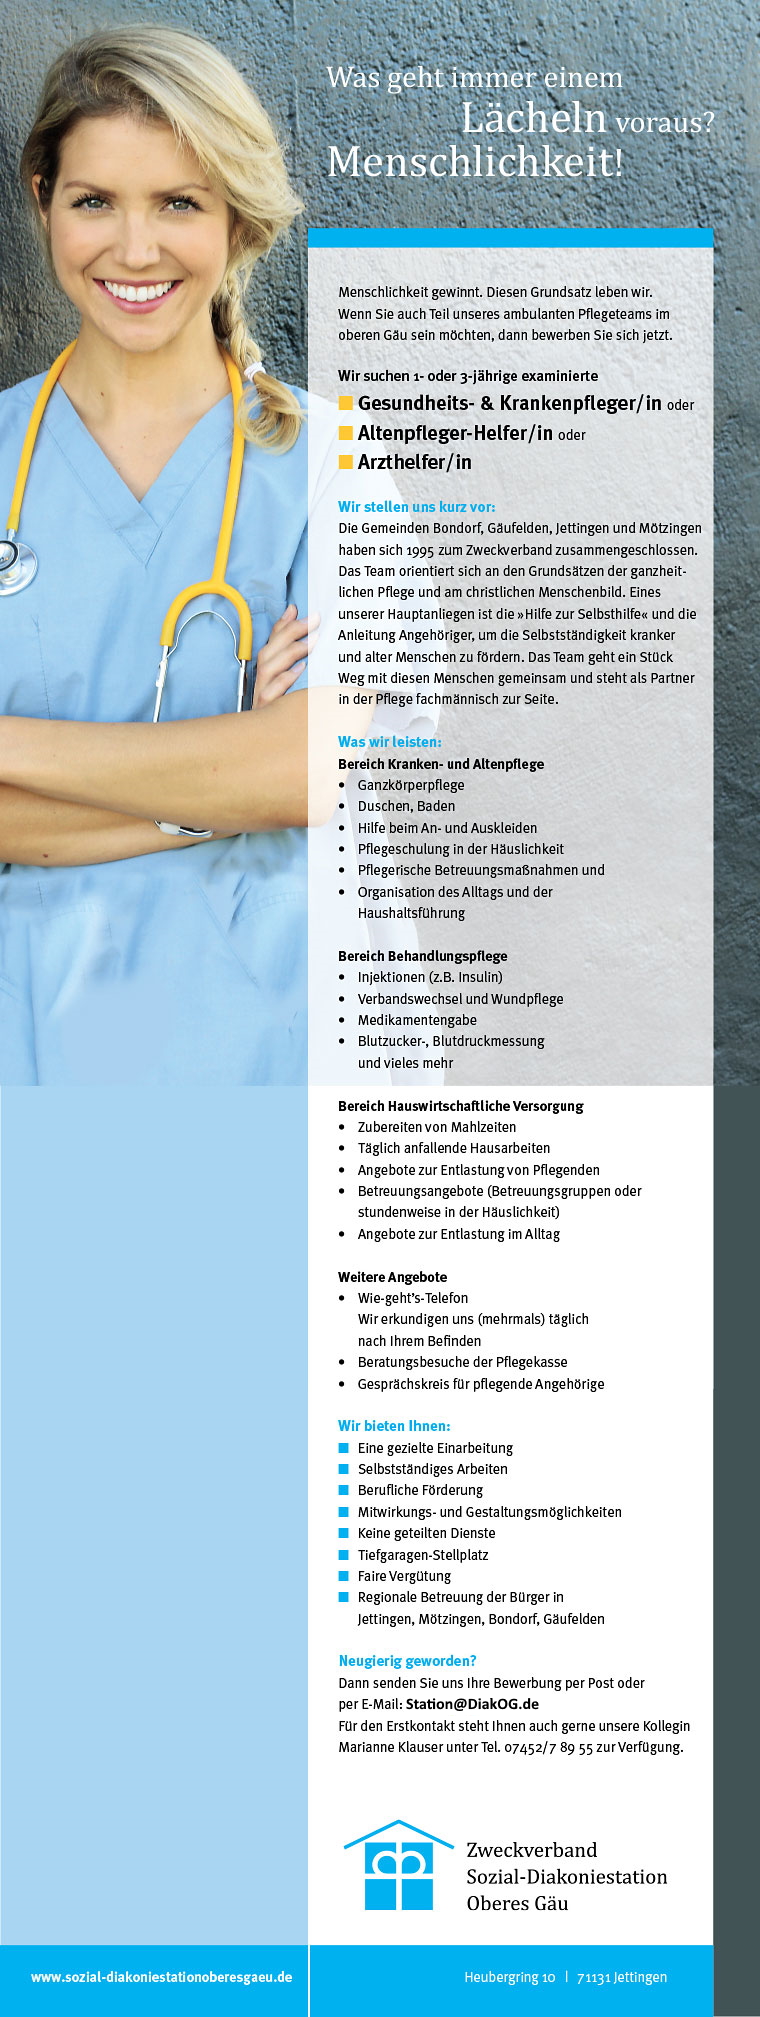 Was geht immer einem
Lächeln voraus?
Menschlichkeit!
Menschlichkeit gewinnt. Diesen Grundsatz leben wir.
Wenn Sie auch Teil unseres ambulanten Pflegeteams im
oberen Gäu sein möchten, dann bewerben Sie sich jetzt.
Wir suchen 1- oder 3-jährige examinierte
Gesundheits- & Krankenpfleger/in oder
Altenpfleger-Helfer/in oder
Arzthelfer/in
Wir stellen uns kurz vor:
Die Gemeinden Bondorf, Gäufelden, Jettingen und Mötzingen
haben sich 1995 zum Zweckverband zusammengeschlossen.
Das Team orientiert sich an den Grundsätzen der ganzheit-
lichen Pflege und am christlichen Menschenbild. Eines
unserer Hauptanliegen ist die »Hilfe zur Selbsthilfe« und die
Anleitung Angehöriger, um die Selbstständigkeit kranker
und alter Menschen zu fördern. Das Team geht ein Stück
Weg mit diesen Menschen gemeinsam und steht als Partner
in der Pflege fachmännisch zur Seite.
Was wir leisten:
Bereich Kranken- und Altenpflege
• Ganzkörperpflege
• Duschen, Baden
• Hilfe beim An- und Auskleiden
• Pflegeschulung in der Häuslichkeit
• Pflegerische Betreuungsmaßnahmen und
• Organisation des Alltags und der
Haushaltsführung
Bereich Behandlungspflege
• Injektionen (z.B. Insulin)
• Verbandswechsel und Wundpflege
• Medikamentengabe
• Blutzucker-, Blutdruckmessung
und vieles mehr
Bereich Hauswirtschaftliche Versorgung
• Zubereiten von Mahlzeiten
• Täglich anfallende Hausarbeiten
• Angebote zur Entlastung von Pflegenden
• Betreuungsangebote (Betreuungsgruppen oder
stundenweise in der Häuslichkeit)
• Angebote zur Entlastung im Alltag
Weitere Angebote
• Wie-geht's-Telefon
Wir erkundigen uns (mehrmals) täglich
nach Ihrem Befinden
• Beratungsbesuche der Pflegekasse
• Gesprächskreis für pflegende Angehörige
Wir bieten Ihnen:
Eine gezielte Einarbeitung
Selbstständiges Arbeiten
Berufliche Förderung
Mitwirkungs- und Gestaltungsmöglichkeiten
Keine geteilten Dienste
Tiefgaragen-Stellplatz
Faire Vergütung
Regionale Betreuung der Bürger in
Jettingen, Mötzingen, Bondorf, Gäufelden
Neugierig geworden?
Dann senden Sie uns Ihre Bewerbung per Post oder
per E-Mail: Station@DiakOG.de
Für den Erstkontakt steht Ihnen auch gerne unsere Kollegin
Marianne Klauser unter Tel. 07452/7 89 55 zur Verfügung.
Zweckverband
Sozial-Diakoniestation
Oberes Gäu
www.sozial-diakoniestationoberesgaeu.de
Heubergring 10 | 71131 Jettingen